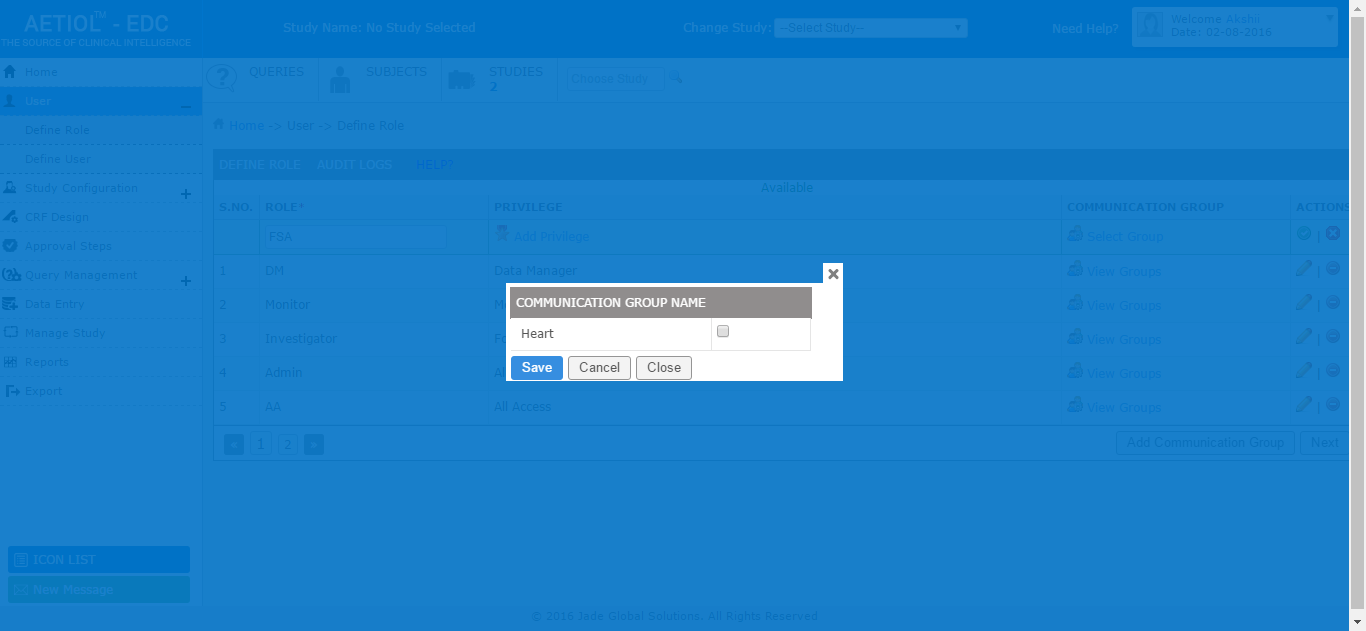 AETIOL™ - EDC
THE SOURCE OF CLINICAL INTELLIGENCE
Study Name: No Study Selected
Change Study: --Select Study--
Need Help?
Welcome Akshii
Date: 02-08-2016
Home
User
Define Role
Define User
Study Configuration
CRF Design
Approval Steps
Query Management
Data Entry
Manage Study
Reports
Export
ICON LIST
New Message
QUERIES
SUBJECTS
STUDIES
2
Choose Study
Home -> User -> Define Role
DEFINE ROLE AUDIT LOGS HELP?
Available
S.NO. ROLE* PRIVILEGE COMMUNICATION GROUP ACTIONS
FSA Add Privilege Select Group |
1 DM Data Manager View Groups |
2 Monitor M View Groups |
3 Investigator Fo View Groups |
4 Admin Al View Groups |
5 AA All Access View Groups |
« 1 2 »
Add Communication Group Next
COMMUNICATION GROUP NAME
Heart
Save Cancel Close
© 2016 Jade Global Solutions. All Rights Reserved